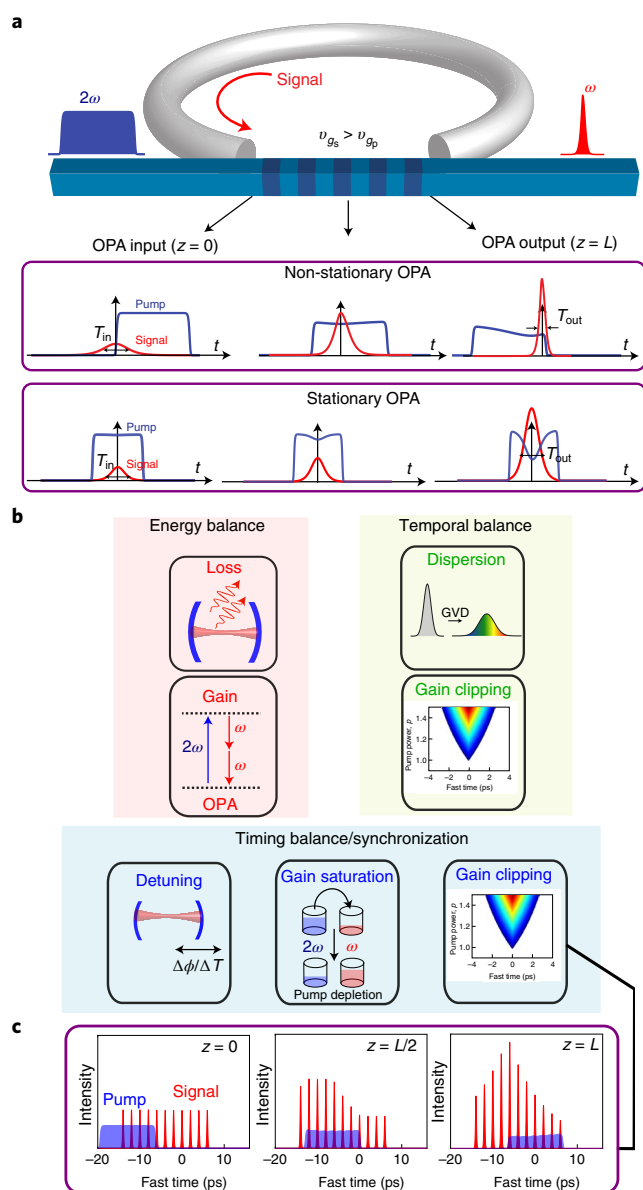 a
2ω
Signal
υgs > υgp
ω
OPA input (z = 0)
OPA output (z = L)
Non-stationary OPA
Pump
Tin
Signal
t
t
Tout
t
Stationary OPA
Pump
Tin
Signal
t
t
Tout
t
b
Energy balance
Temporal balance
Loss
Dispersion
GVD
Gain
2ω
ω
ω
OPA
Gain clipping
Pump power, p
1.4
1.2
1.0
−4 −2 0 2 4
Fast time (ps)
Timing balance/synchronization
Detuning
Δϕ/ΔT
Gain saturation
2ω
ω
Pump depletion
Gain clipping
Pump power, p
1.4
1.2
1.0
−4 −2 0 2 4
Fast time (ps)
c
Intensity
z = 0
Pump
Signal
−20 −10 0 10
Fast time (ps)
Intensity
z = L/2
−20 −10 0 10
Fast time (ps)
Intensity
z = L
−20 −10 0 10
Fast time (ps)